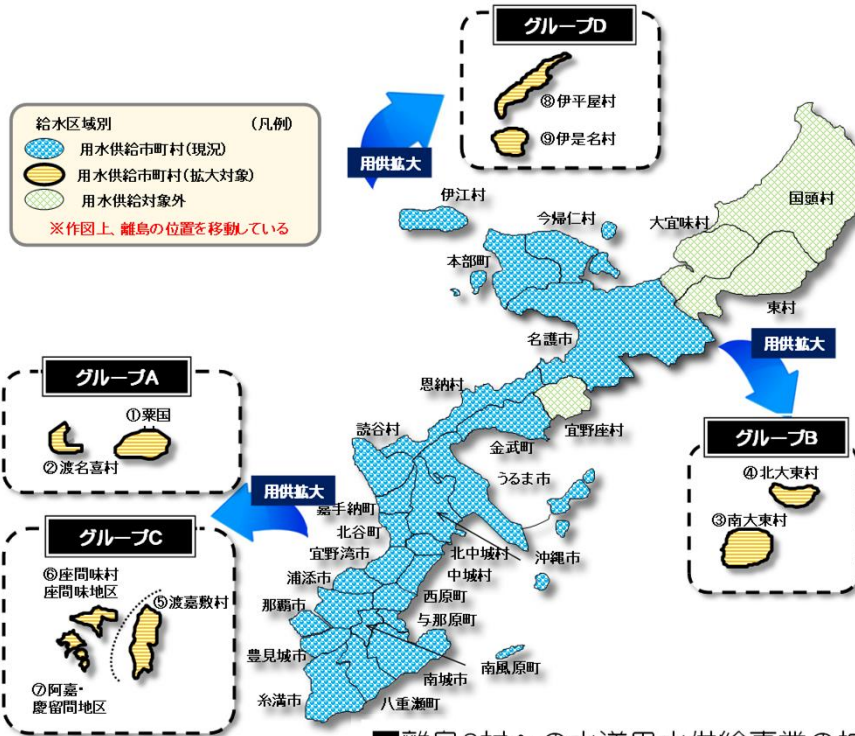 グループD
⑧伊平屋村
⑨伊是名村
用供拡大
給水区域別 (凡例)
用水供給市町村(現況)
用水供給市町村(拡大対象)
用水供給対象外
※作図上、離島の位置を移動している
伊江村
今帰仁村
大宜味村
国頭村
本部町
東村
名護市
用供拡大
グループA
①粟国
②渡名喜村
恩納村
宜野座村
金武町
読谷村
うるま市
グループB
④北大東村
③南大東村
用供拡大
嘉手納町
北谷町
宜野湾市
北中城村
沖縄市
中城村
浦添市
西原町
那覇市
与那原町
豊見城市
南風原町
南城市
糸満市
八重瀬町
グループC
⑥座間味村
座間味地区
⑤渡嘉敷村
⑦阿嘉・
慶留間地区